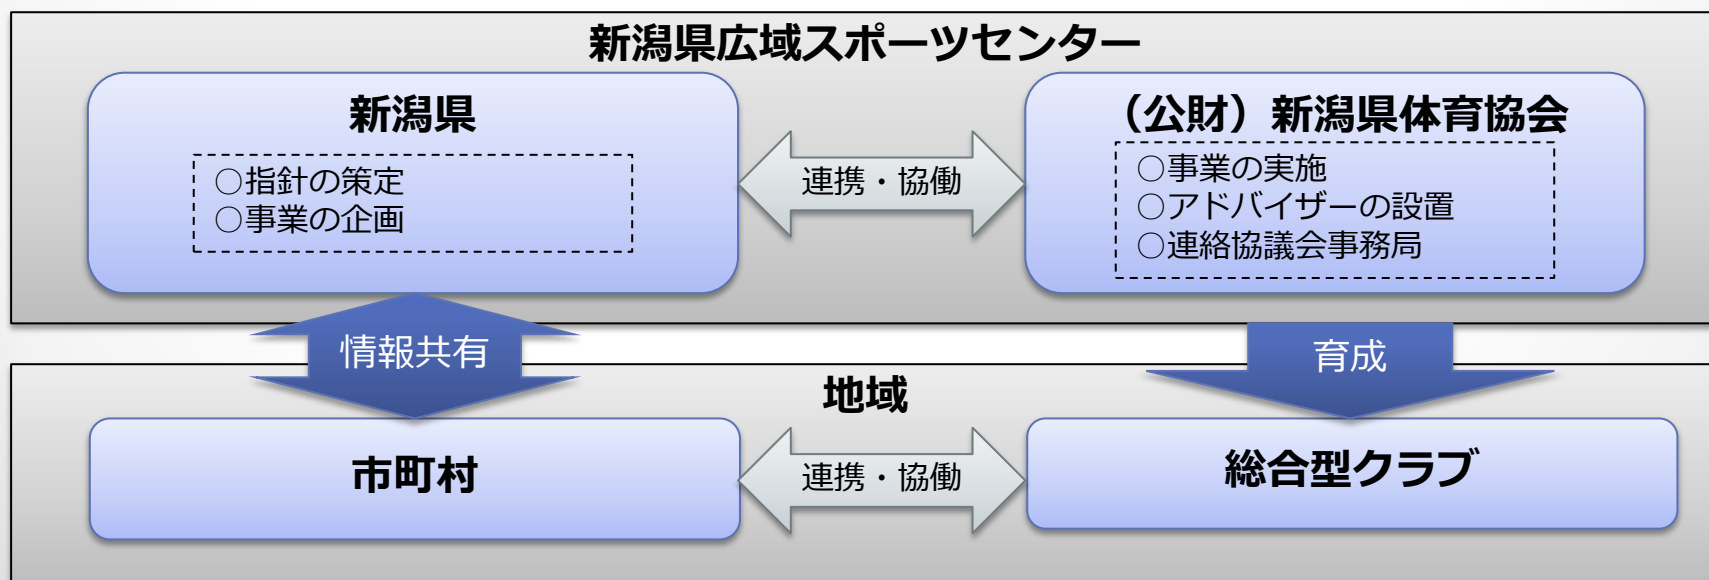 新潟県広域スポーツセンター
新潟県
○指針の策定
○事業の企画
連携・協働
（公財）新潟県体育協会
○事業の実施
○アドバイザーの設置
○連絡協議会事務局
情報共有
育成
地域
市町村
連携・協働
総合型クラブ